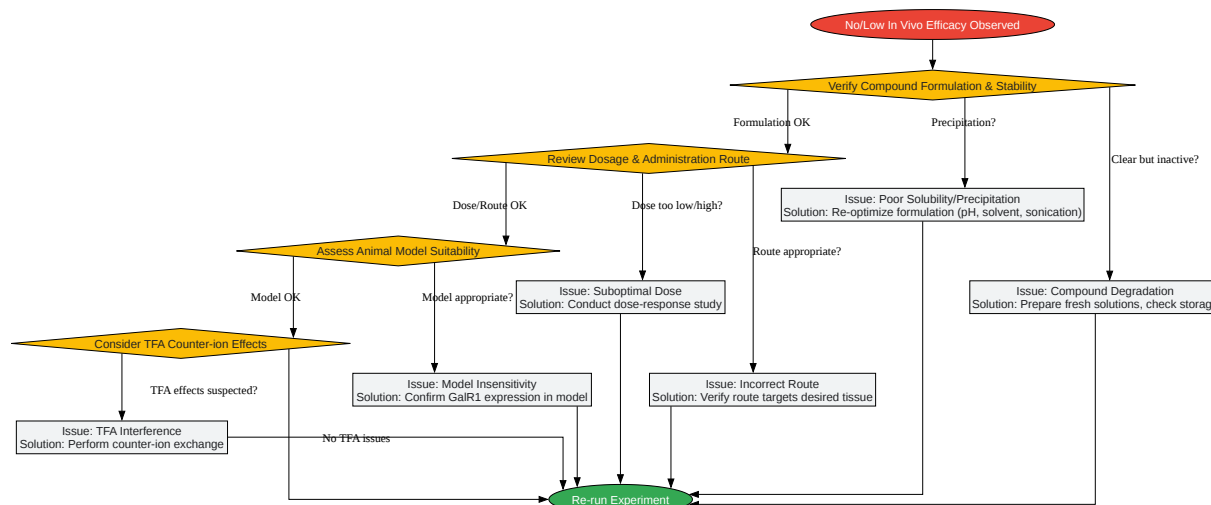 No/Low In Vivo Efficacy Observed
Verify Compound Formulation & Stability
Formulation OK
Precipitation?
Clear but inactive?
Review Dosage & Administration Route
Issue: Poor Solubility/Precipitation
Solution: Re-optimize formulation (pH, solvent, sonication)
Dose/Route OK
Dose too low/high?
Route appropriate?
Assess Animal Model Suitability
Issue: Suboptimal Dose
Solution: Conduct dose-response study
Issue: Compound Degradation
Solution: Prepare fresh solutions, check storag
Model OK
Model appropriate?
Consider TFA Counter-ion Effects
TFA effects suspected?
Issue: Model Insensitivity
Solution: Confirm GalR1 expression in model
Issue: Incorrect Route
Solution: Verify route targets desired tissue
Issue: TFA Interference
Solution: Perform counter-ion exchange
No TFA issues
Re-run Experiment